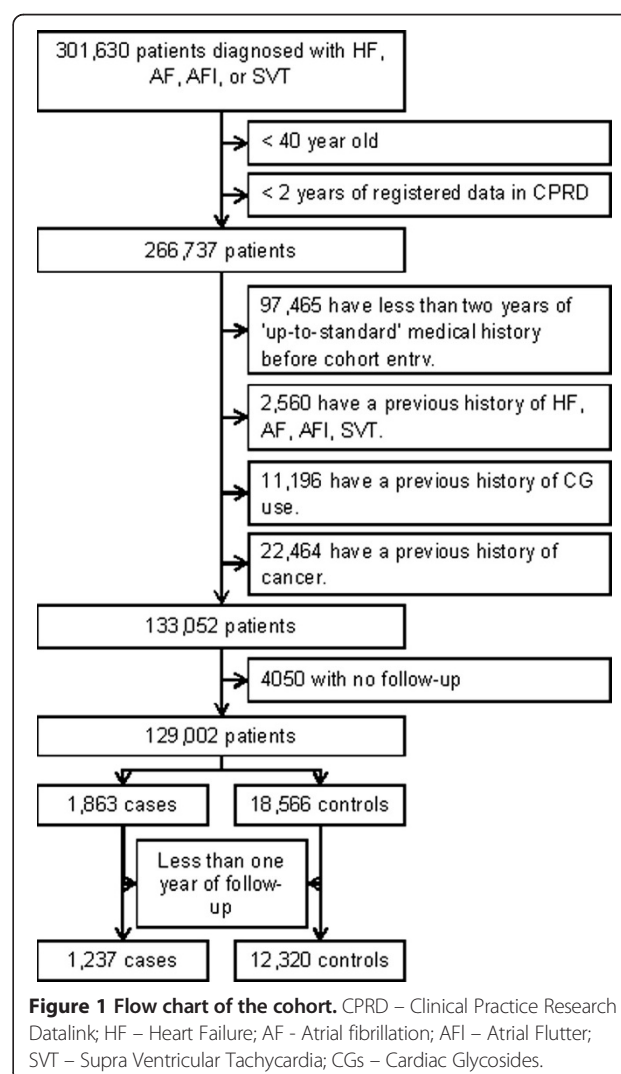 301,630 patients diagnosed with HF,
AF, AFI, or SVT
< 40 year old
< 2 years of registered data in CPRD
266,737 patients
97,465 have less than two years of
'up-to-standard' medical history
before cohort entry.
2,560 have a previous history of HF,
AF, AFI, SVT.
11,196 have a previous history of CG
use.
22,464 have a previous history of
cancer.
133,052 patients
4050 with no follow-up
129,002 patients
1,863 cases
18,566 controls
Less than one
year of follow-
up
1,237 cases
12,320 controls
Figure 1 Flow chart of the cohort. CPRD – Clinical Practice Research
Datalink; HF – Heart Failure; AF - Atrial fibrillation; AFl – Atrial Flutter;
SVT – Supra Ventricular Tachycardia; CGs – Cardiac Glycosides.